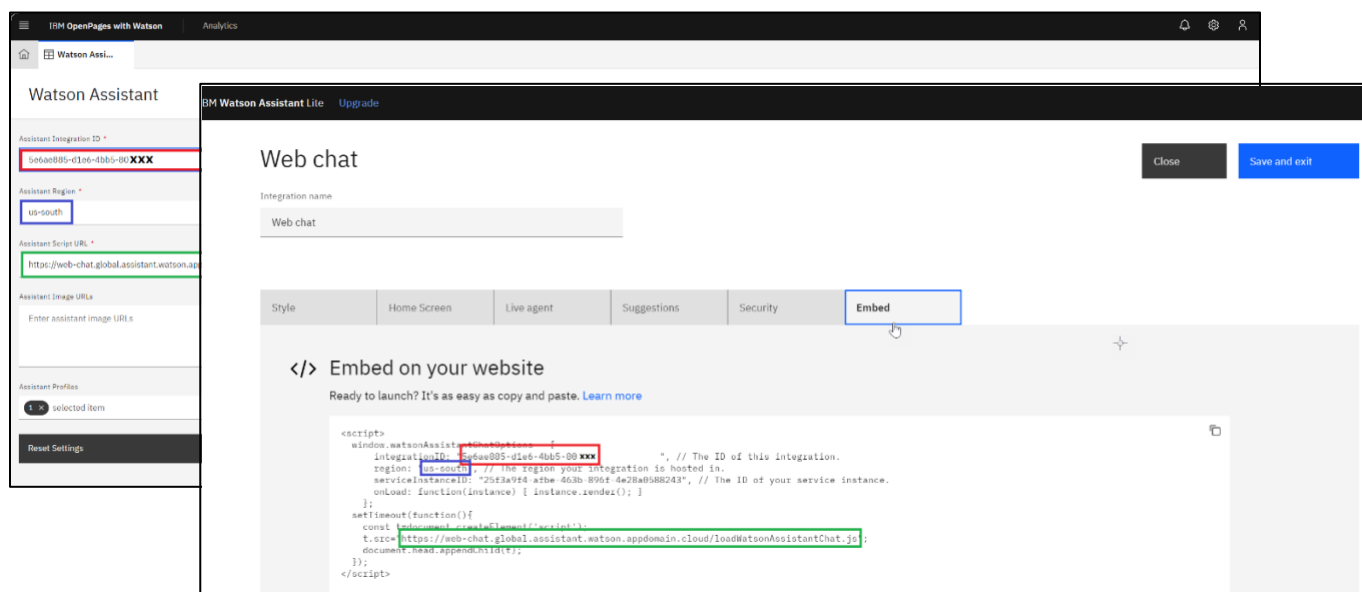 IBM OpenPages with Watson Analytics
Watson Assi...
Watson Assistant
Assistant Integration ID *
5e6ae885-d1e6-4bb5-80XXX
Assistant Region *
us-south
Assistant Script URL *
https://web-chat.global.assistant.watson.app
Assistant Image URLs
Enter assistant image URLs
Assistant Profiles
1 × selected item
Reset Settings
BM Watson Assistant Lite Upgrade
Web chat
Close
Save and exit
Integration name
Web chat
Style
Home Screen
Live agent
Suggestions
Security
Embed
</> Embed on your website
Ready to launch? It's as easy as copy and paste. Learn more
<script>
window.watsonAssistantChatOptions = {
integrationID: "5e6ae885-d1e6-4bb5-80 xxx ", // The ID of this integration.
region: "us-south", // The region your integration is hosted in.
serviceInstanceID: "25f3a9f4-afbe-463b-896f-4e28a0588243", // The ID of your service instance.
onLoad: function(instance) { instance.render(); }
};
setTimeout(function(){
const t=document.createElement('script');
t.src="https://web-chat.global.assistant.watson.appdomain.cloud/loadWatsonAssistantChat.js";
document.head.appendChild(t);
});
</script>